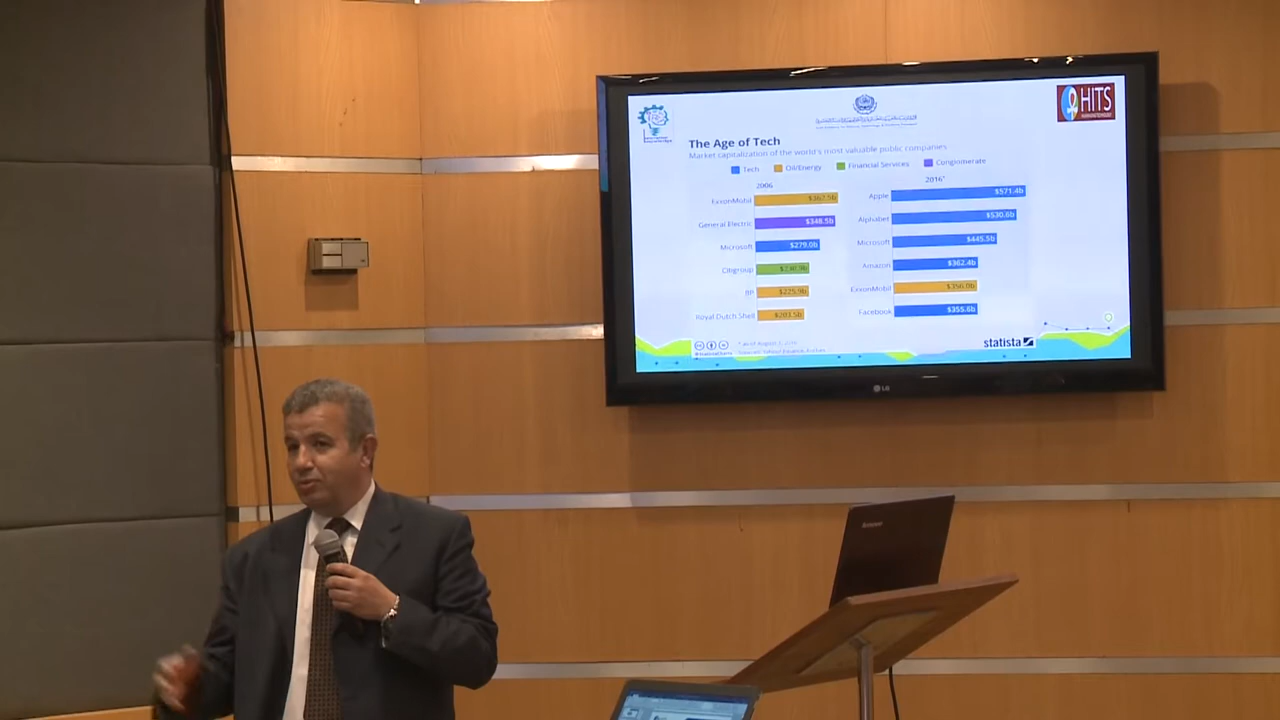 HITS
The Age of Tech
Market capitalization of the world's most valuable public companies
Tech Oil/Energy Financial Services Conglomerate
2006
ExxonMobil
General Electric $348.5b
Microsoft $279.0b
Citigroup
BP $225.9b
Royal Dutch Shell $203.5b
2016*
Apple $571.4b
Alphabet $530.6b
Microsoft $445.5b
Amazon $362.4b
ExxonMobil $356.0b
Facebook $355.6b
statista
LG
lenovo